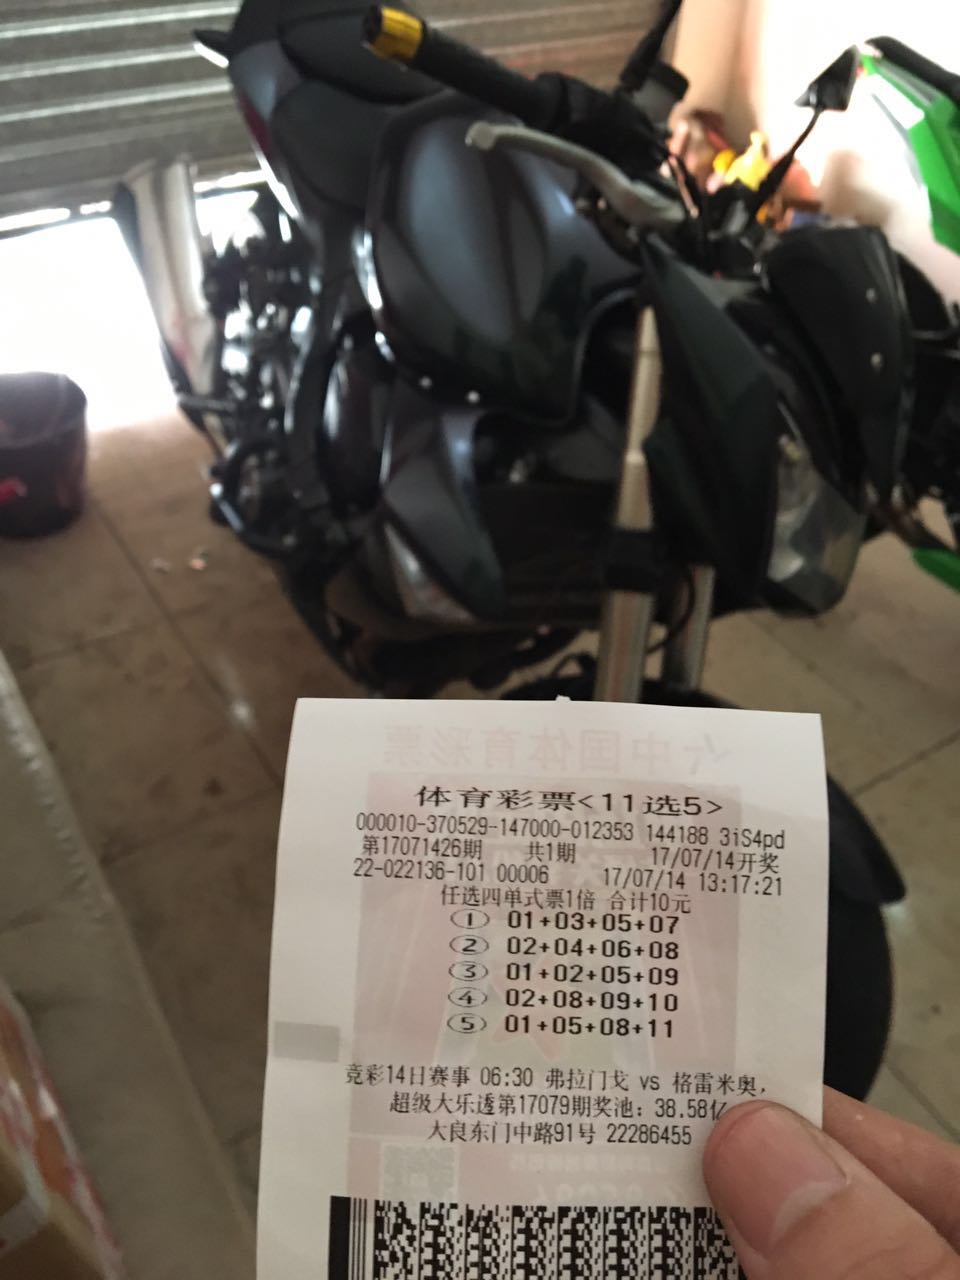 体育彩票<11选5>
000010-370529-147000-012353 144188 3iS4pd
第17071426期 共1期 17/07/14开奖
22-022136-101 00006 17/07/14 13:17:21
任选四单式票1倍 合计10元
① 01+03+05+07
② 02+04+06+08
③ 01+02+05+09
④ 02+08+09+10
⑤ 01+05+08+11
竞彩14日赛事 06:30 弗拉门戈 vs 格雷米奥,
超级大乐透第17079期奖池: 38.58亿
大良东门中路91号 22286455